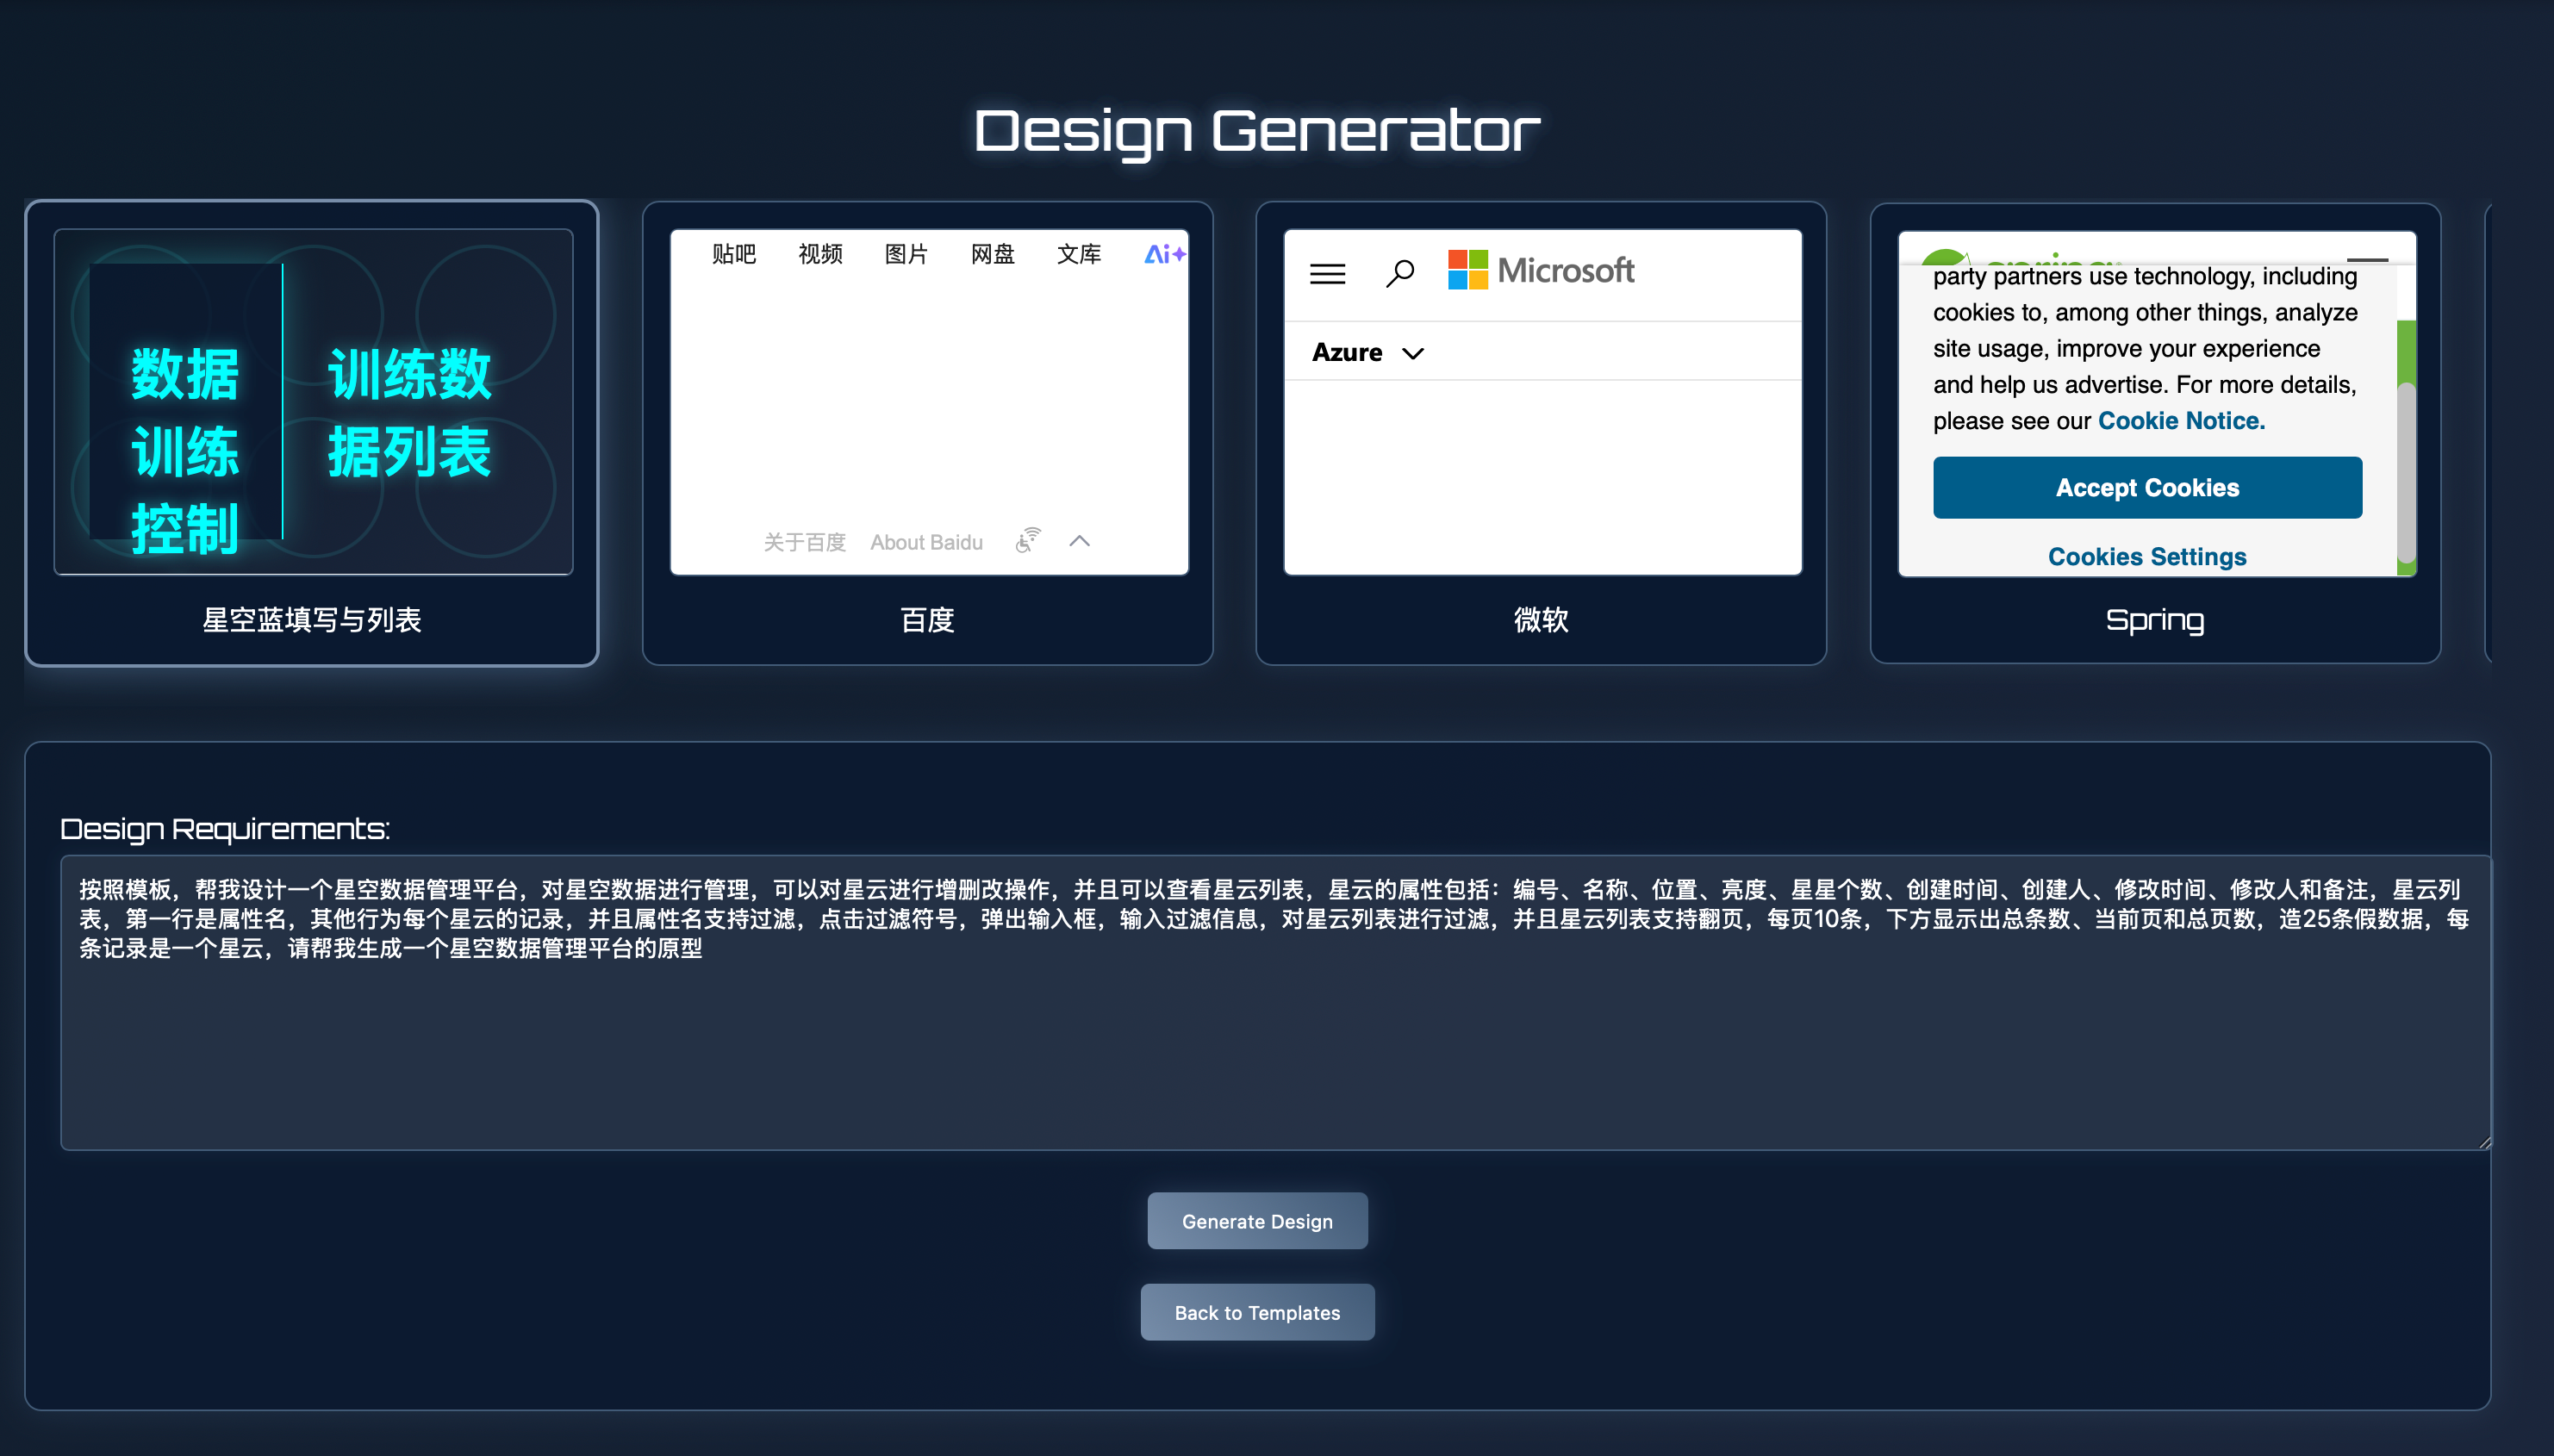 Design Generator
数据
训练
控制
训练数
据列表
星空蓝填写与列表
贴吧 视频 图片 网盘 文库 Ai
关于百度 About Baidu
百度
Microsoft
Azure
微软
party partners use technology, including
cookies to, among other things, analyze
site usage, improve your experience
and help us advertise. For more details,
please see our Cookie Notice.
Accept Cookies
Cookies Settings
Spring
Design Requirements:
按照模板，帮我设计一个星空数据管理平台，对星空数据进行管理，可以对星云进行增删改操作，并且可以查看星云列表，星云的属性包括：编号、名称、位置、亮度、星星个数、创建时间、创建人、修改时间、修改人和备注，星云列
表，第一行是属性名，其他行为每个星云的记录，并且属性名支持过滤，点击过滤符号，弹出输入框，输入过滤信息，对星云列表进行过滤，并且星云列表支持翻页，每页10条，下方显示出总条数、当前页和总页数，造25条假数据，每
条记录是一个星云，请帮我生成一个星空数据管理平台的原型
Generate Design
Back to Templates